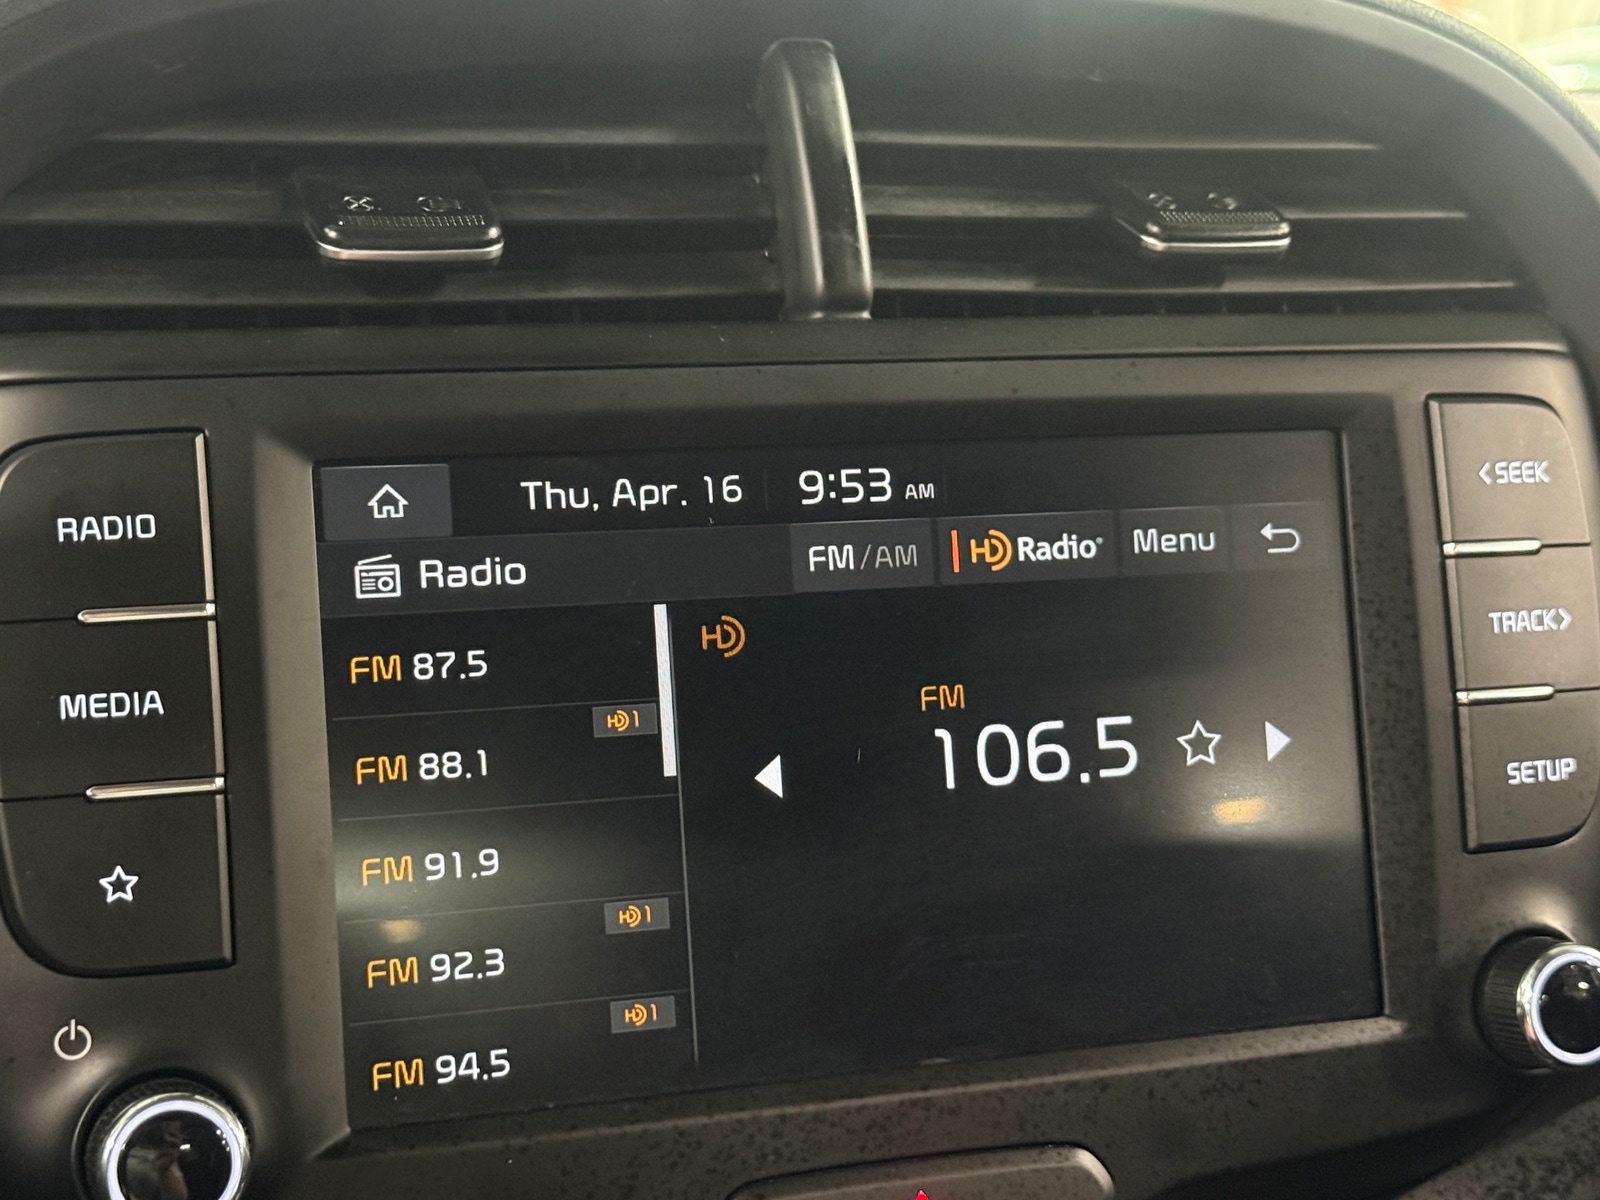 Thu, Apr. 16 9:53 AM
RADIO
Radio FM/AM HD Radio® Menu
<SEEK
FM 87.5
HD
HD1
FM 88.1
FM
106.5
MEDIA
TRACK>
FM 91.9
SETUP
HD1
FM 92.3
HD1
FM 94.5